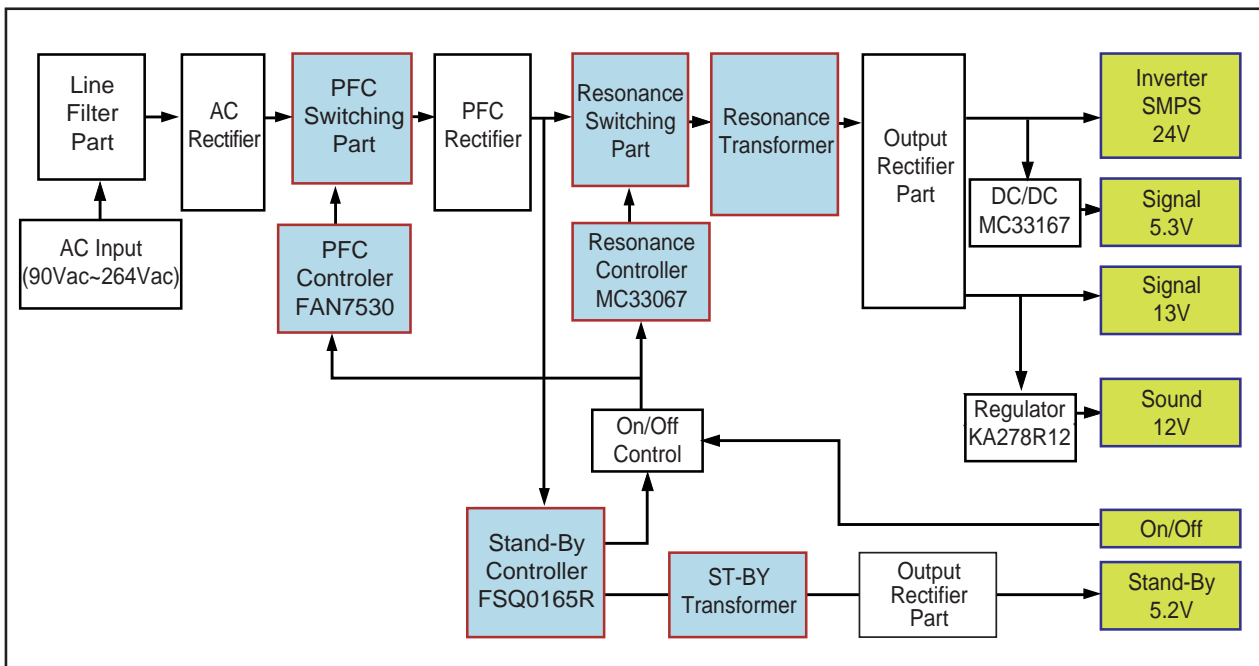 Line
Filter
Part
AC
Rectifier
PFC
Switching
Part
PFC
Rectifier
Resonance
Switching
Part
Resonance
Transformer
Output
Rectifier
Part
Inverter
SMPS
24V
DC/DC
MC33167
Signal
5.3V
AC Input
(90Vac~264Vac)
PFC
Controler
FAN7530
Resonance
Controller
MC33067
Signal
13V
On/Off
Control
Regulator
KA278R12
Sound
12V
On/Off
Stand-By
Controller
FSQ0165R
ST-BY
Transformer
Output
Rectifier
Part
Stand-By
5.2V